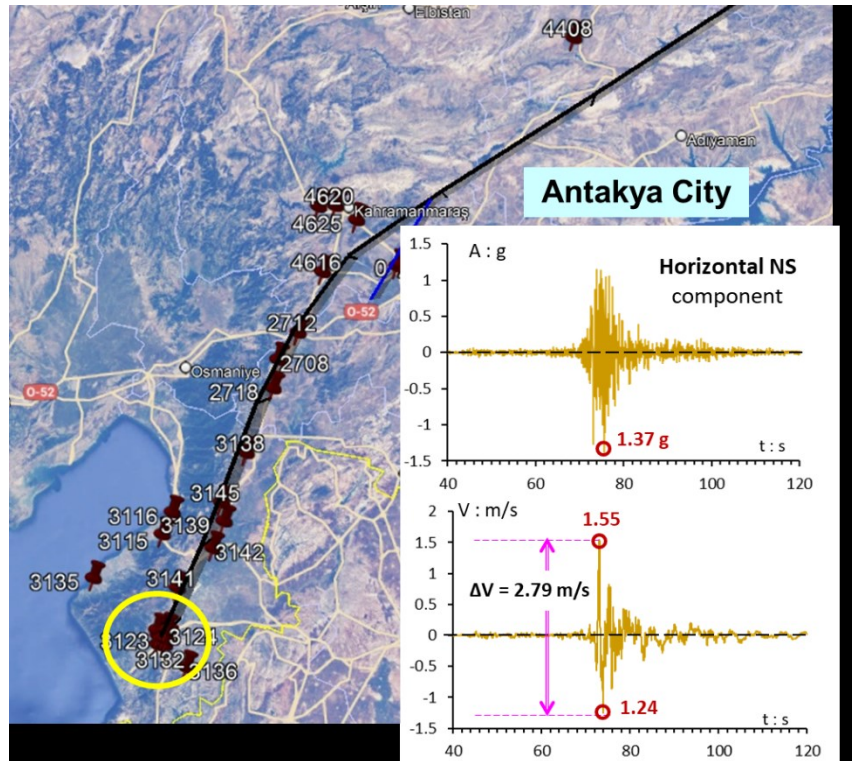 Elbistan
4408
Adıyaman
Antakya City
4620
Kahramanmaraş
4625
4616
0
O-52
2712
2708
Osmaniye
O-52
2718
3138
3145
3116
3139
3115
3142
3135
3141
3123
3124
3132
3136
A : g
Horizontal NS
component
1.5
1
0.5
0
-0.5
-1
-1.5
1.37 g
t : s
40 60 80 100 120
V : m/s
2
1.5
1
0.5
0
-0.5
-1
-1.5
1.55
ΔV = 2.79 m/s
1.24
t : s
40 60 80 100 120